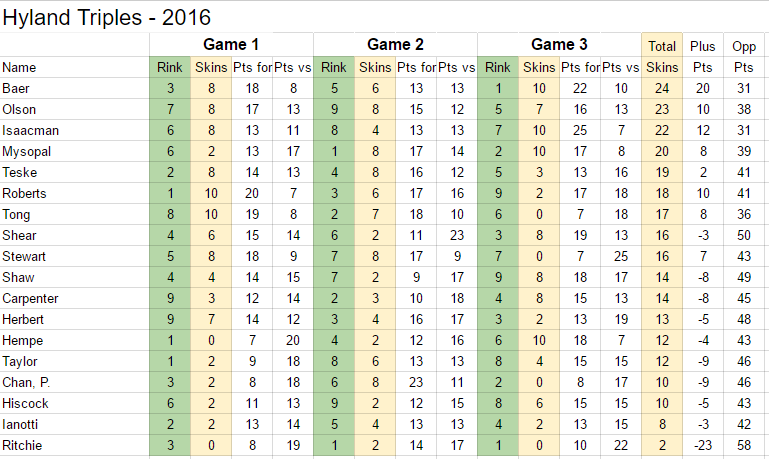 Hyland Triples - 2016
Game 1 Game 2 Game 3 Total Plus Opp
Name Rink Skins Pts for Pts vs Rink Skins Pts for Pts vs Rink Skins Pts for Pts vs Skins Pts Pts
Baer 3 8 18 8 5 6 13 13 1 10 22 10 24 20 31
Olson 7 8 17 13 9 8 15 12 5 7 16 13 23 10 38
Isaacman 6 8 13 11 8 4 13 13 7 10 25 7 22 12 31
Mysopal 6 2 13 17 1 8 17 14 2 10 17 8 20 8 39
Teske 2 8 14 13 4 8 16 12 5 3 13 16 19 2 41
Roberts 1 10 20 7 3 6 17 16 9 2 17 18 18 10 41
Tong 8 10 19 8 2 7 18 10 6 0 7 18 17 8 36
Shear 4 6 15 14 6 2 11 23 3 8 19 13 16 -3 50
Stewart 5 8 18 9 7 8 17 9 7 0 7 25 16 7 43
Shaw 4 4 14 15 7 2 9 17 9 8 18 17 14 -8 49
Carpenter 9 3 12 14 2 3 10 18 4 8 15 13 14 -8 45
Herbert 9 7 14 12 3 4 16 17 3 2 13 19 13 -5 48
Hempe 1 0 7 20 4 2 12 16 6 10 18 7 12 -4 43
Taylor 1 2 9 18 8 6 13 13 8 4 15 15 12 -9 46
Chan, P. 3 2 8 18 6 8 23 11 2 0 8 17 10 -9 46
Hiscock 6 2 11 13 9 2 12 15 8 6 15 15 10 -5 43
Ianotti 2 2 13 14 5 4 13 13 4 2 13 15 8 -3 42
Ritchie 3 0 8 19 1 2 14 17 1 0 10 22 2 -23 58